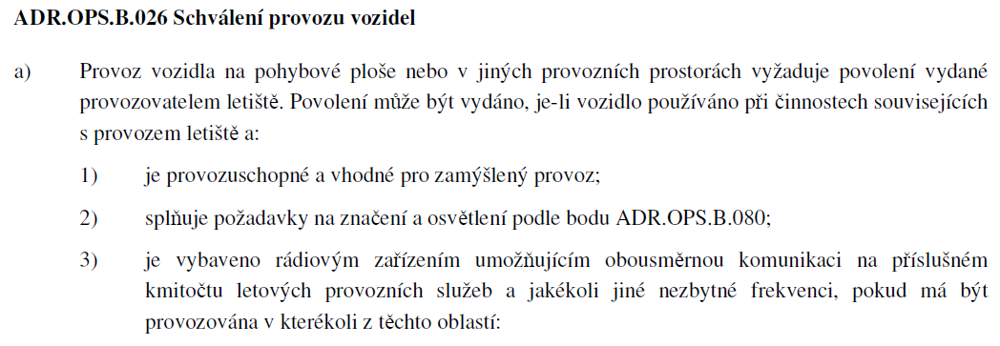 ADR.OPS.B.026 Schválení provozu vozidel
a) Provoz vozidla na pohybové ploše nebo v jiných provozních prostorách vyžaduje povolení vydané
provozovatelem letiště. Povolení může být vydáno, je-li vozidlo používáno při činnostech souvisejících
s provozem letiště a:
1) je provozuschopné a vhodné pro zamýšlený provoz;
2) splňuje požadavky na značení a osvětlení podle bodu ADR.OPS.B.080;
3) je vybaveno rádiovým zařízením umožňujícím obousměrnou komunikaci na příslušném
kmitočtu letových provozních služeb a jakékoli jiné nezbytné frekvenci, pokud má být
provozována v kterékoli z těchto oblastí: